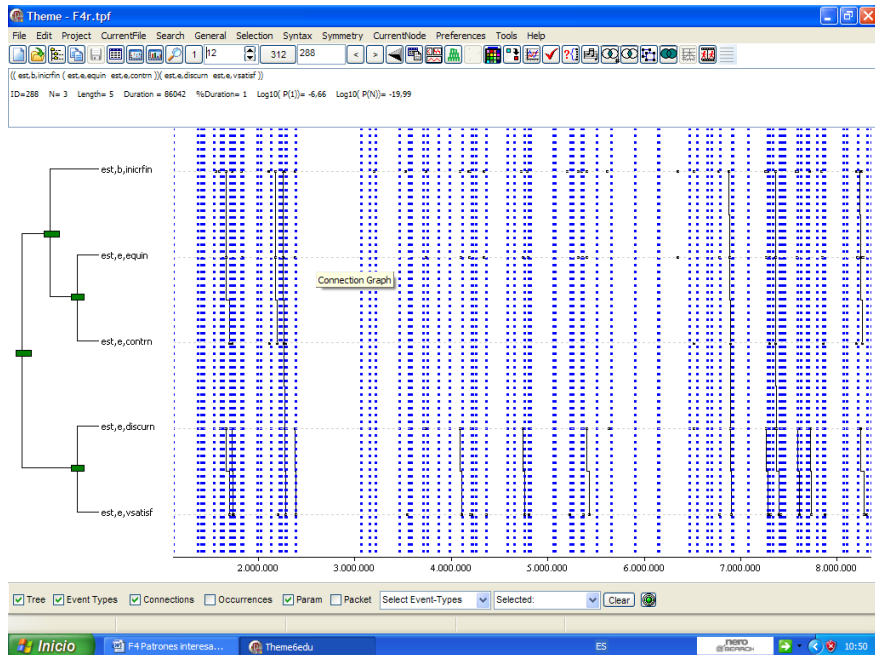 Theme - F4r.tpf
File Edit Project CurrentFile Search General Selection Syntax Symmetry CurrentNode Preferences Tools Help
1 12 312 288 < >
(( est,b,inicrfin ( est,e,equin est,e,contrn ))( est,e,discurn est,e,vsatisf ))
ID=288 N= 3 Length= 5 Duration = 86042 %Duration= 1 Log10( P(1))= -6,66 Log10( P(N))= -19,99
est,b,inicrfin
est,e,equin
Connection Graph
est,e,contrn
est,e,discurn
est,e,vsatisf
2.000.000 3.000.000 4.000.000 5.000.000 6.000.000 7.000.000 8.000.000
Tree Event Types Connections Occurrences Param Packet Select Event-Types Selected: Clear
Inicio F4 Patrones interesa... Theme6edu ES nero SEARCH 10:50